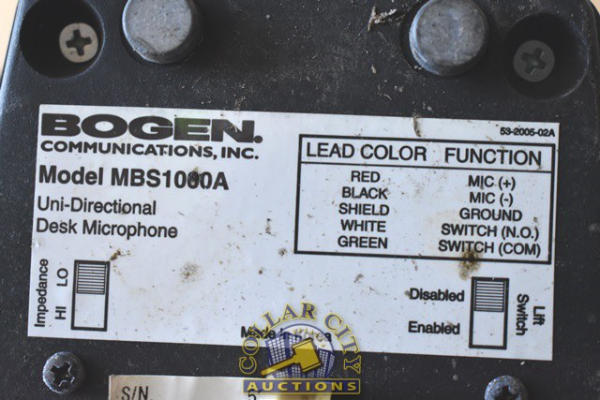 BOGEN.
COMMUNICATIONS, INC.
Model MBS1000A
Uni-Directional
Desk Microphone
53-2005-02A
LEAD COLOR FUNCTION
RED MIC (+)
BLACK MIC (-)
SHIELD GROUND
WHITE SWITCH (N.O.)
GREEN SWITCH (COM)
Impedance
HI LO
Disabled
Enabled
Lift
Switch
Made
COLLAR CITY
AUCTIONS
S/N